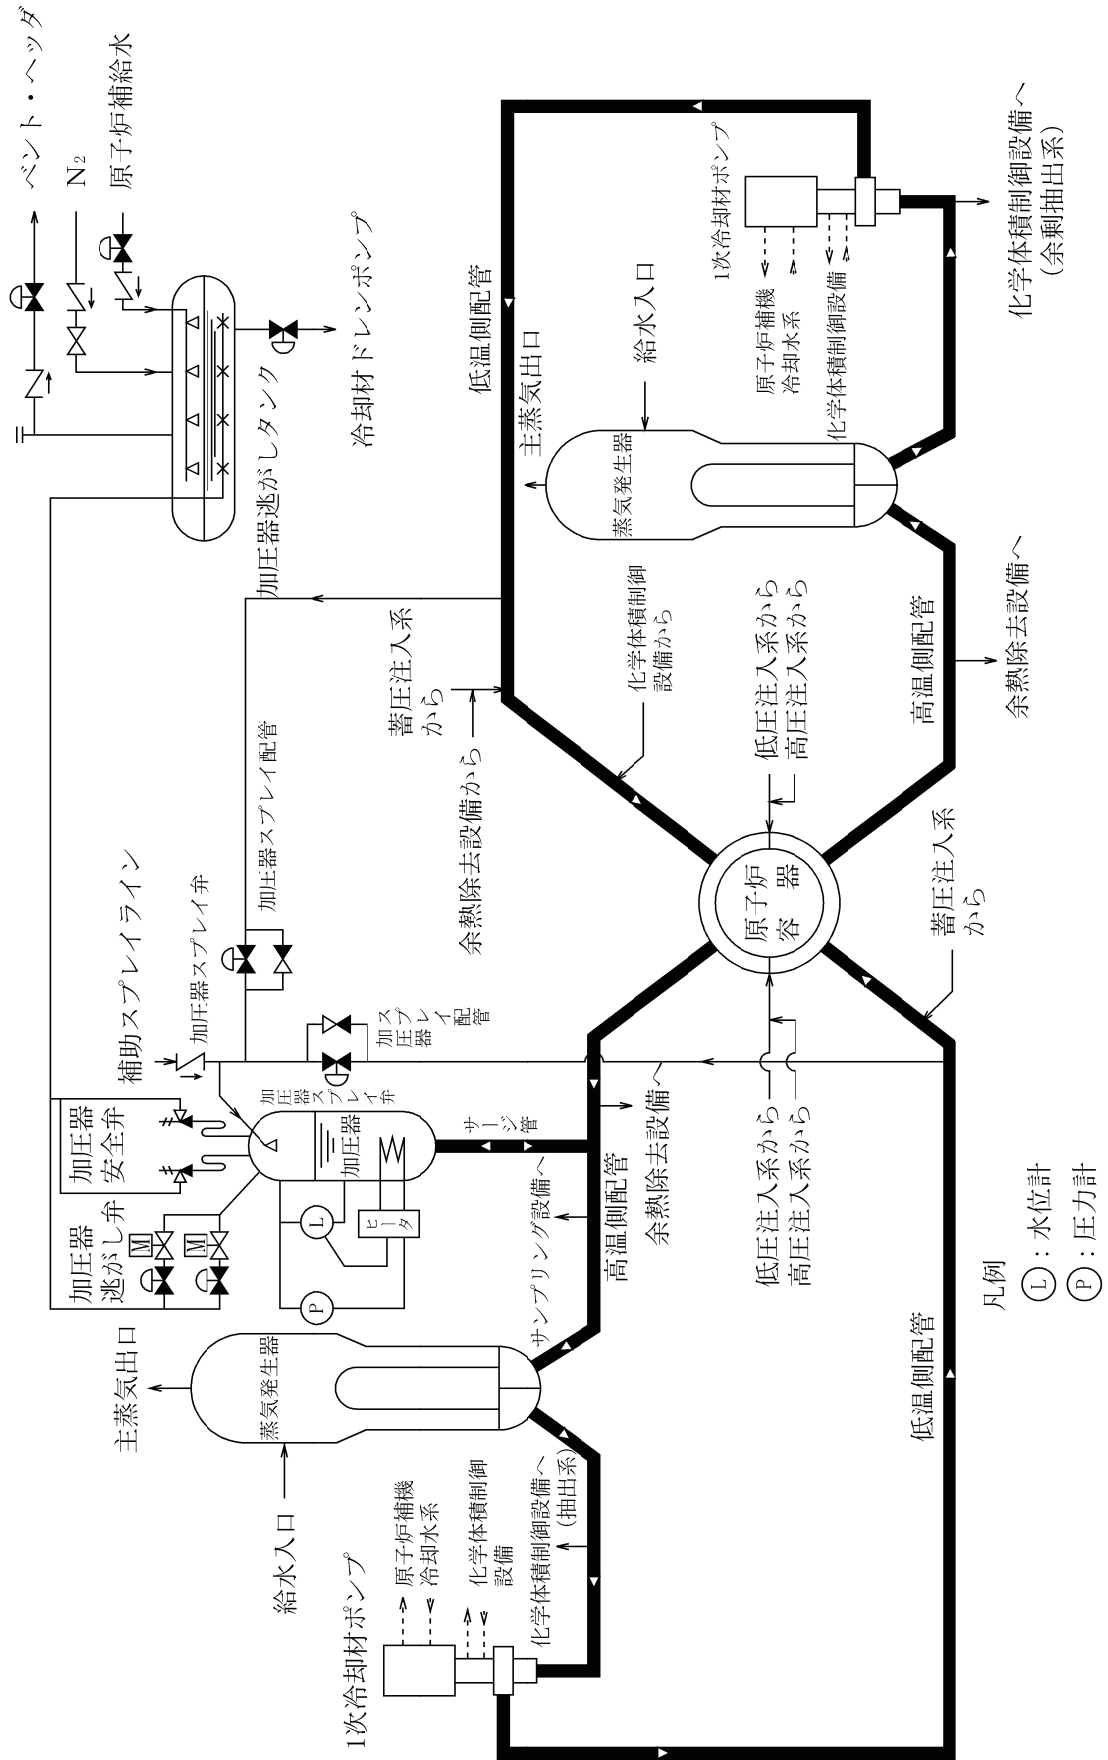 ベント・ヘッダ
N₂
原子炉補給水
冷却材ドレンポンプ
加圧器逃がしタンク
補助スプレイライン
加圧器スプレイ弁
加圧器スプレイ配管
加圧器
安全弁
加圧器
逃がし弁
M
M
加圧器スプレイ弁
加圧器
スプレイ配管
加圧器
サージ管
ヒータ
L
P
主蒸気出口
蒸気発生器
給水入口
1次冷却材ポンプ
原子炉補機
冷却水系
化学体積制御
設備
化学体積制御設備へ
(抽出系)
サンプリング設備へ
高温側配管
余熱除去設備へ
低圧注入系から
高圧注入系から
低温側配管
蓄圧注入系
から
余熱除去設備から
原子炉
容器
低圧注入系から
高圧注入系から
化学体積制御
設備から
蓄圧注入系
から
低温側配管
主蒸気出口
蒸気発生器
給水入口
1次冷却材ポンプ
原子炉補機
冷却水系
化学体積制御設備
高温側配管
余熱除去設備へ
化学体積制御設備へ
(余剰抽出系)
凡例
L:水位計
P:圧力計